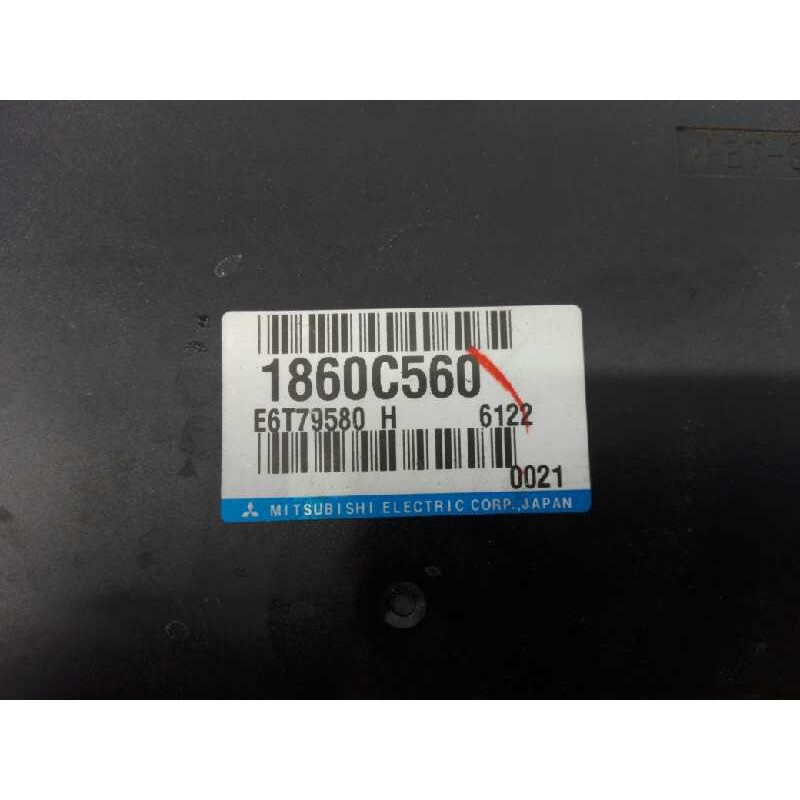 1860C560
E6T79580 H 6122
0021
MITSUBISHI ELECTRIC CORP.,JAPAN